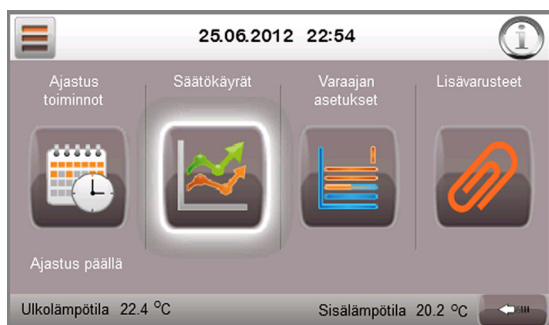 25.06.2012 22:54
Ajastus
toiminnot
Säätökäyrät
Varaajan
asetukset
Lisävarusteet
Ajastus päällä
Ulkolämpötila 22.4 °C
Sisälämpötila 20.2 °C